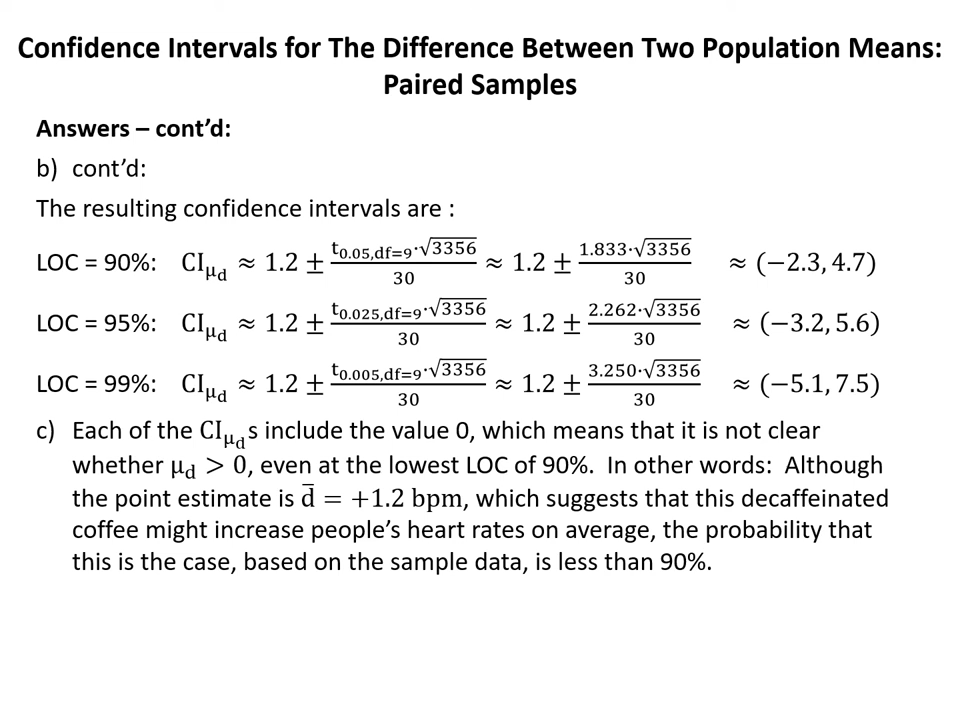 Confidence Intervals for The Difference Between Two Population Means:
Paired Samples
Answers – cont’d:
b) cont’d:
The resulting confidence intervals are :
LOC = 90%: CI_μd ≈ 1.2 ± (t_0.05,df=9·√3356)/30 ≈ 1.2 ± (1.833·√3356)/30 ≈ (−2.3, 4.7)
LOC = 95%: CI_μd ≈ 1.2 ± (t_0.025,df=9·√3356)/30 ≈ 1.2 ± (2.262·√3356)/30 ≈ (−3.2, 5.6)
LOC = 99%: CI_μd ≈ 1.2 ± (t_0.005,df=9·√3356)/30 ≈ 1.2 ± (3.250·√3356)/30 ≈ (−5.1, 7.5)
c) Each of the CI_μd s include the value 0, which means that it is not clear
whether μ_d > 0, even at the lowest LOC of 90%. In other words: Although
the point estimate is d̅ = +1.2 bpm, which suggests that this decaffeinated
coffee might increase people’s heart rates on average, the probability that
this is the case, based on the sample data, is less than 90%.